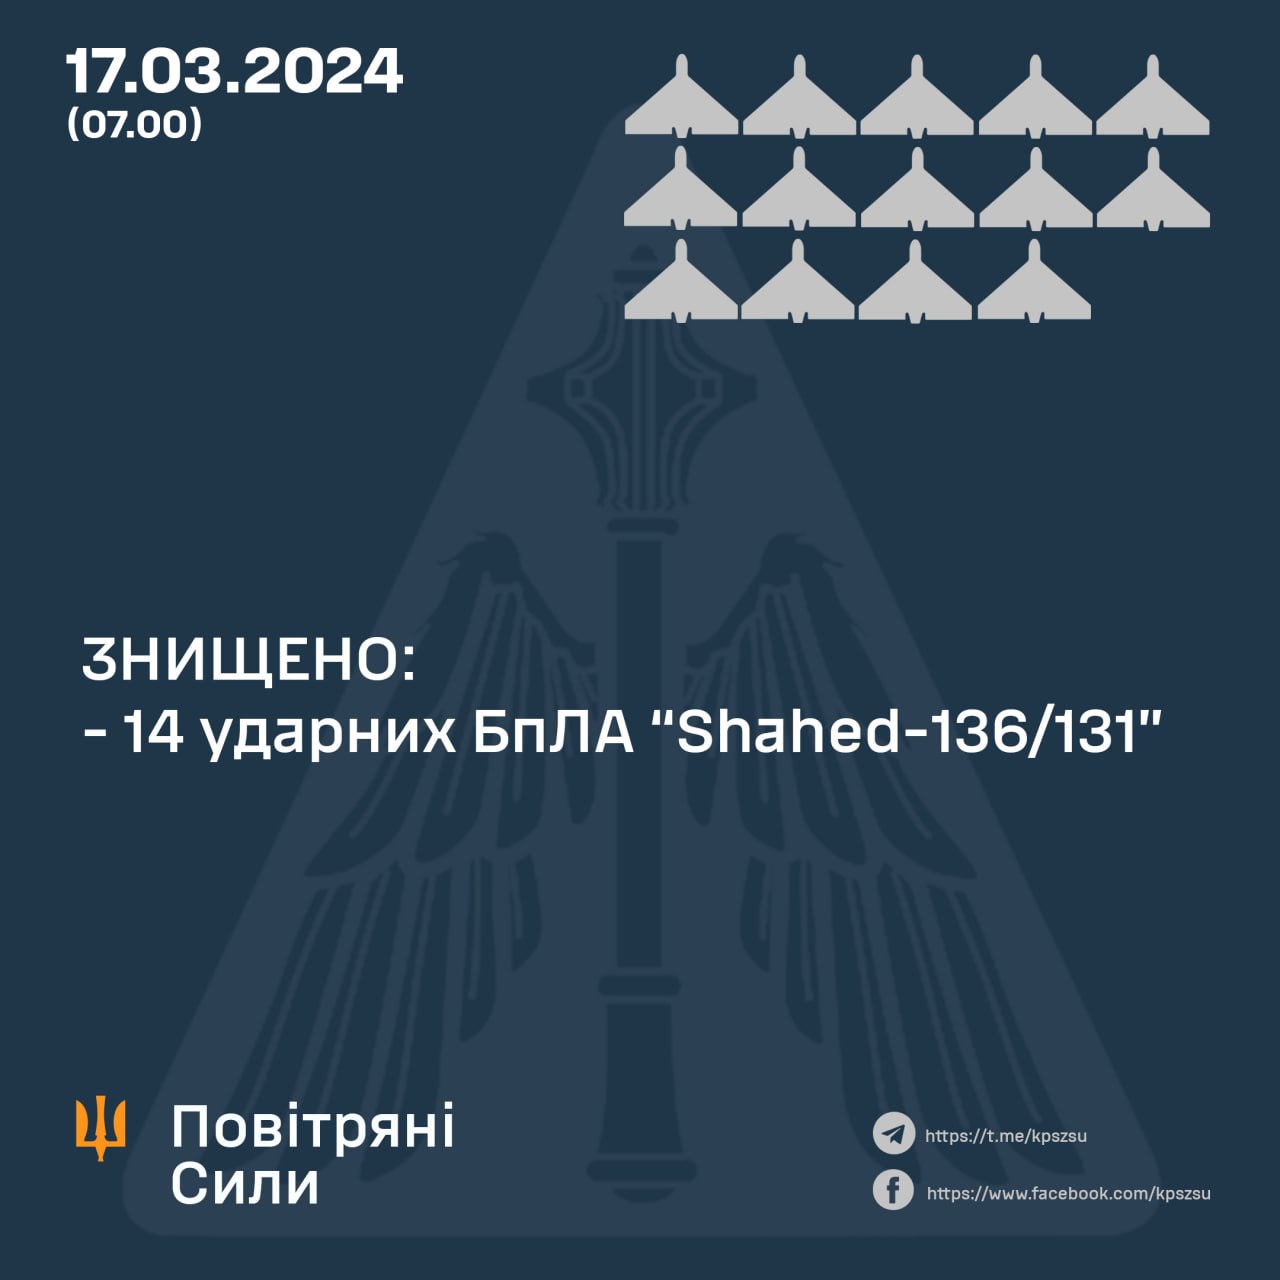 17.03.2024
(07.00)
ЗНИЩЕНО:
- 14 ударних БпЛА “Shahed-136/131”
Повітряні
Сили
https://t.me/kpszsu
https://www.facebook.com/kpszsu